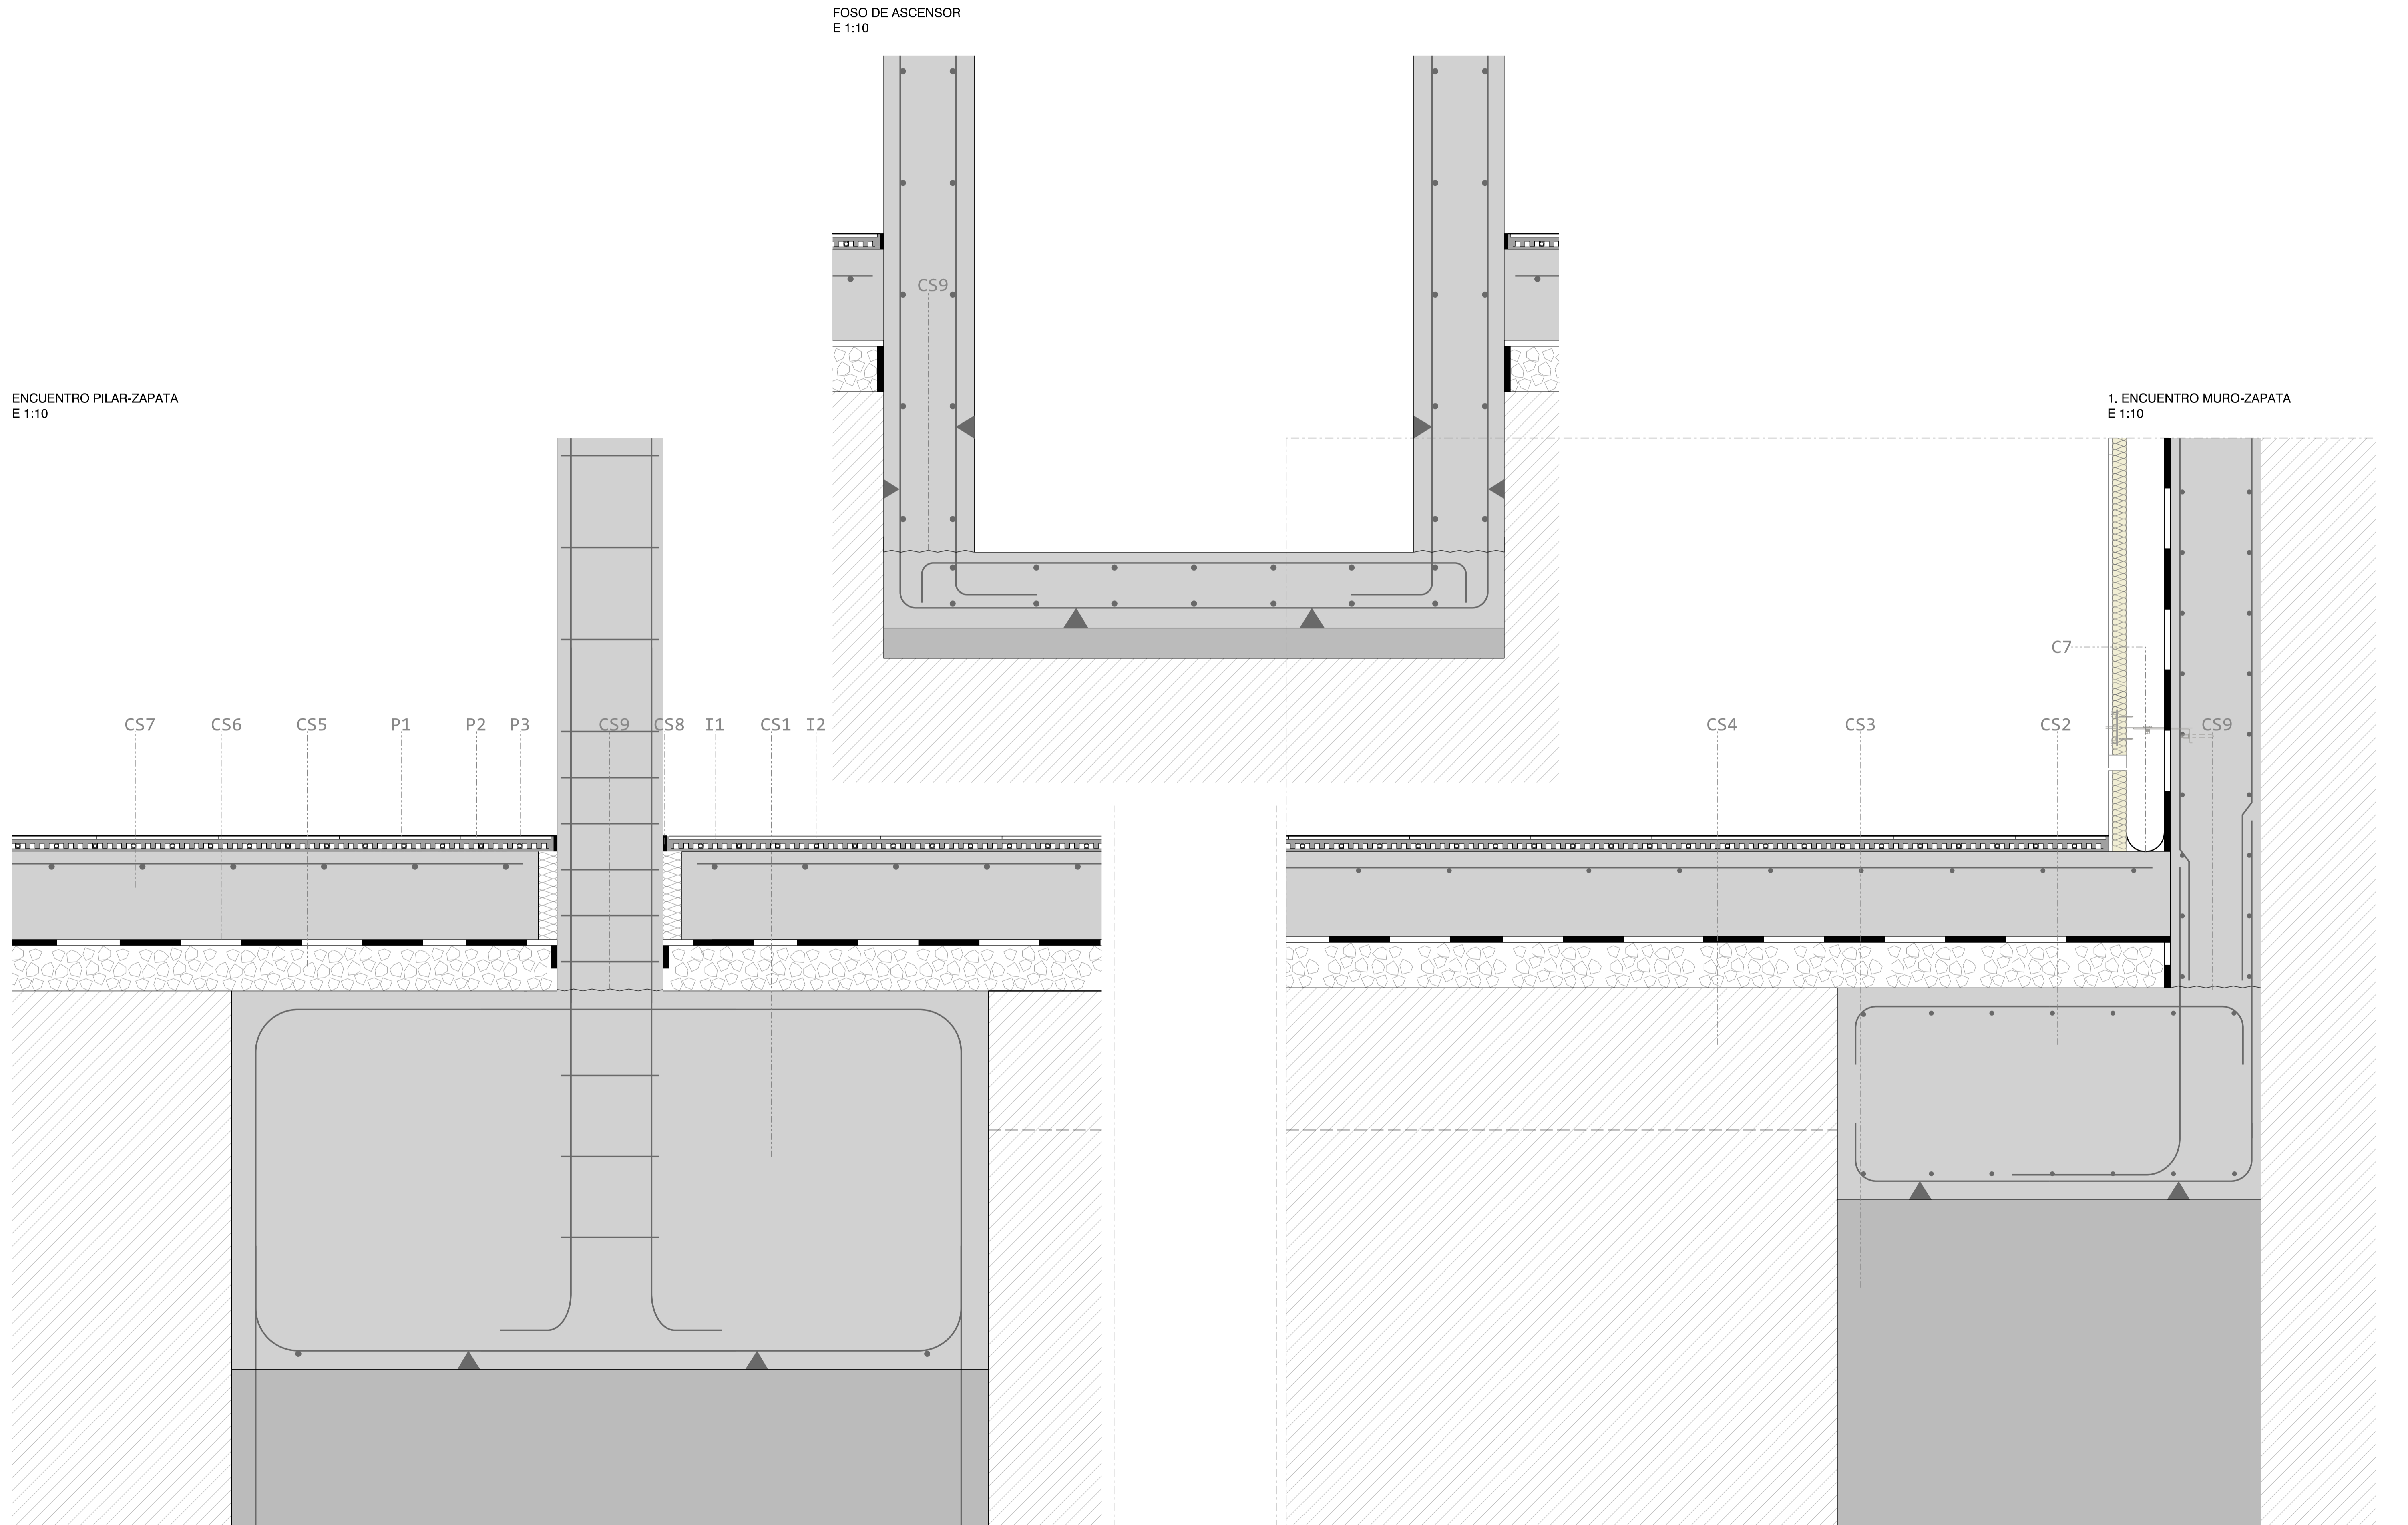 FOSO DE ASCENSOR
E 1:10
CS9
ENCUENTRO PILAR-ZAPATA
E 1:10
1. ENCUENTRO MURO-ZAPATA
E 1:10
C7
CS7 CS6 CS5 P1 P2 P3 CS9 CS8 I1 CS1 I2
CS4 CS3 CS2 CS9